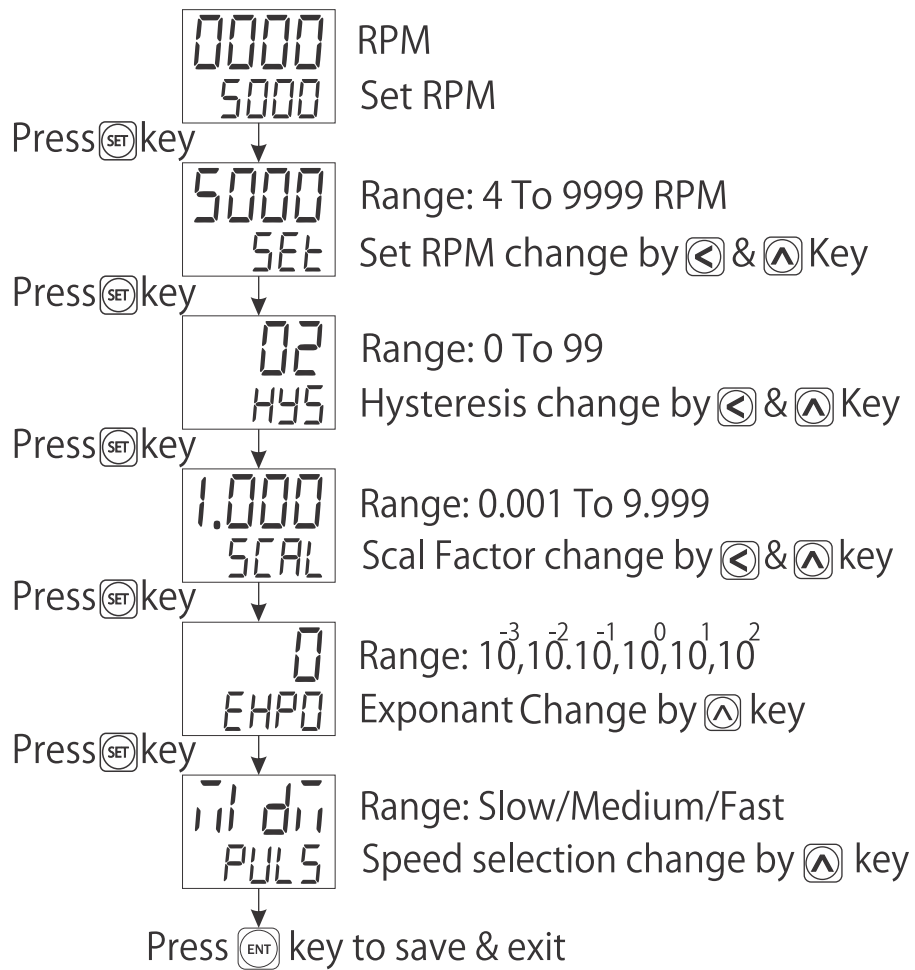 0000 RPM
5000 Set RPM
Press SET key
5000 Range: 4 To 9999 RPM
SEt Set RPM change by < & ^ Key
Press SET key
02 Range: 0 To 99
HYS Hysteresis change by < & ^ Key
Press SET key
1.000 Range: 0.001 To 9.999
SCAL Scal Factor change by < & ^ key
Press SET key
0 Range: 10⁻³,10⁻².10⁻¹,10⁰,10¹,10²
EHPO Exponant Change by ^ key
Press SET key
mIdm Range: Slow/Medium/Fast
PULS Speed selection change by ^ key
Press ENT key to save & exit